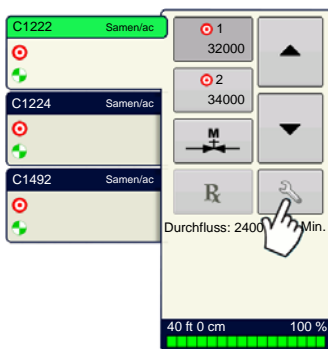 C1222 Samen/ac
C1224 Samen/ac
C1492 Samen/ac
1
32000
2
34000
M
Rx
Durchfluss: 2400 Min.
40 ft 0 cm 100 %